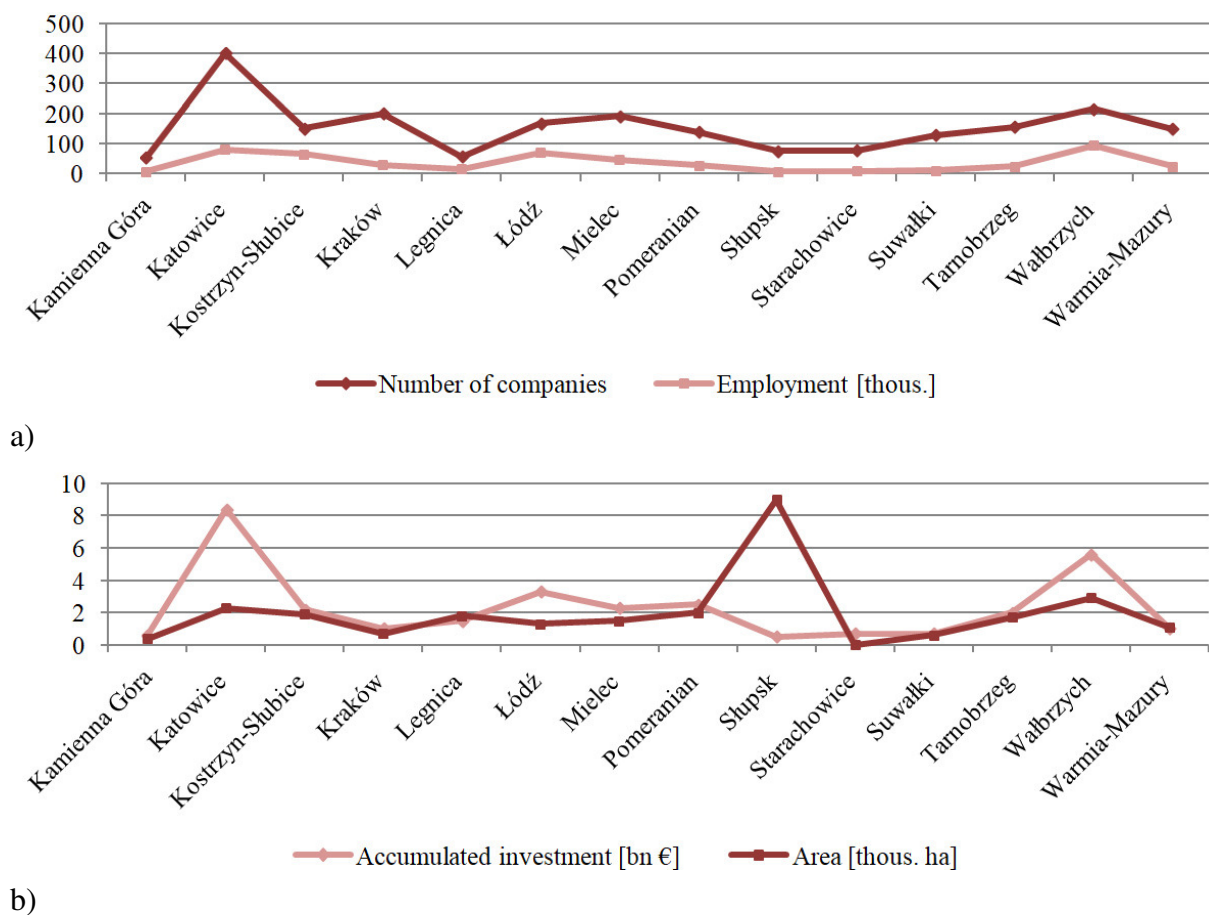 500
400
300
200
100
0
Kamienna Góra
Katowice
Kostrzyn-Słubice
Kraków
Legnica
Łódź
Mielec
Pomeranian
Słupsk
Starachowice
Suwałki
Tarnobrzeg
Wałbrzych
Warmia-Mazury
Number of companies Employment [thous.]
a)
10
8
6
4
2
0
Kamienna Góra
Katowice
Kostrzyn-Słubice
Kraków
Legnica
Łódź
Mielec
Pomeranian
Słupsk
Starachowice
Suwałki
Tarnobrzeg
Wałbrzych
Warmia-Mazury
Accumulated investment [bn €] Area [thous. ha]
b)